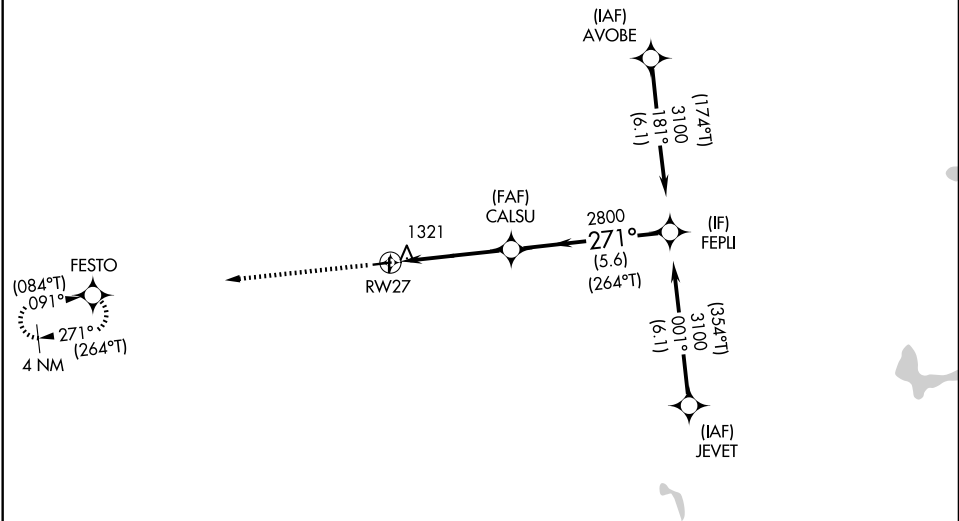 (IAF)
AVOBE
(174°T)
3100
181°
(6.1)
(FAF)
CALSU
2800
271°
(5.6)
(264°T)
(IF)
FEPLI
1321
RW27
FESTO
(084°T)
091°
271°
(264°T)
4 NM
(354°T)
3100
001°
(6.1)
(IAF)
JEVET